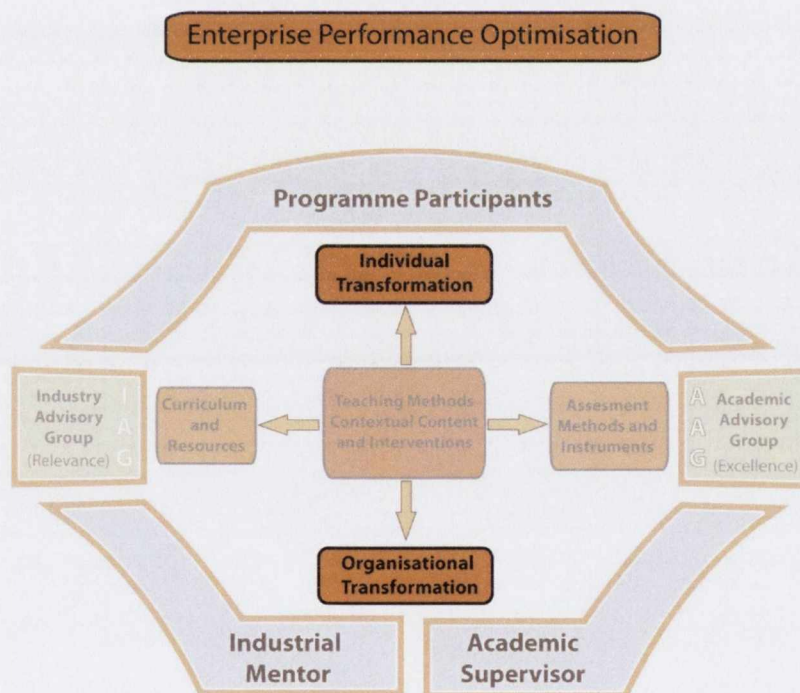 Enterprise Performance Optimisation
Programme Participants
Individual
Transformation
Industry
Advisory
Group
(Relevance)
I
A
G
Curriculum
and
Resources
Teaching Methods
Contextual Content
and Interventions
Assesment
Methods and
Instruments
A
A
G
Academic
Advisory
Group
(Excellence)
Organisational
Transformation
Industrial
Mentor
Academic
Supervisor